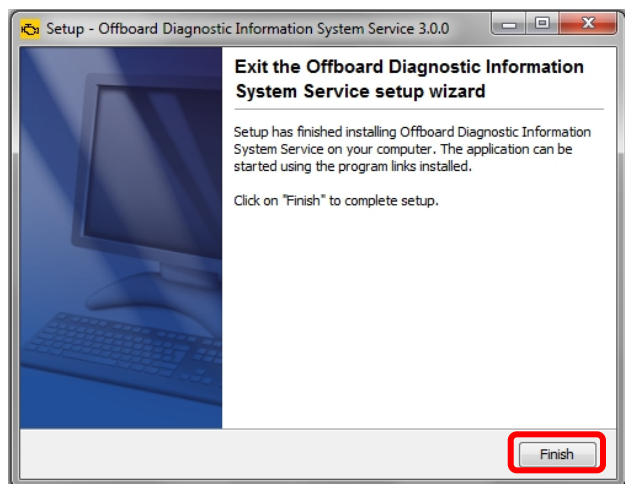 Setup - Offboard Diagnostic Information System Service 3.0.0
Exit the Offboard Diagnostic Information
System Service setup wizard
Setup has finished installing Offboard Diagnostic Information
System Service on your computer. The application can be
started using the program links installed.
Click on "Finish" to complete setup.
Finish